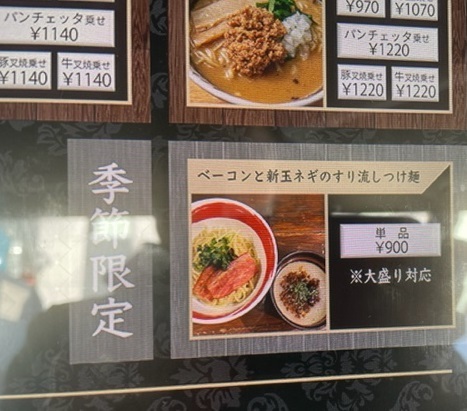 パンチェッタ乗せ
¥1140
豚叉焼乗せ
¥1140
牛叉焼乗せ
¥1140
¥970
¥1070
パンチェッタ乗せ
¥1220
豚叉焼乗せ
¥1220
牛叉焼乗せ
¥1220
季節限定
ベーコンと新玉ネギのすり流しつけ麺
単品
¥900
※大盛り対応